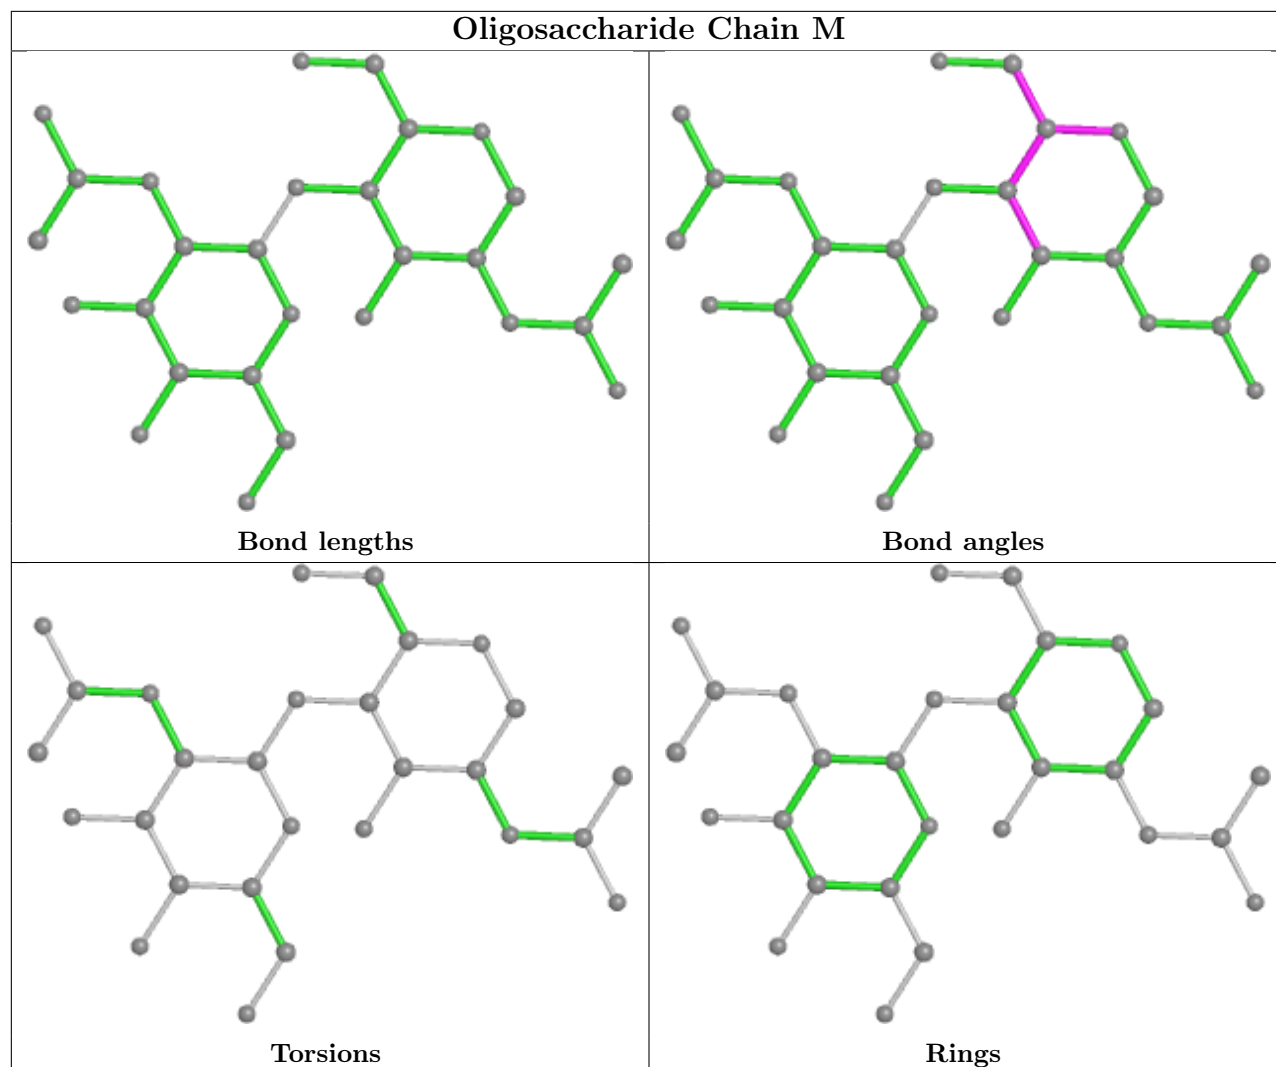 Oligosaccharide Chain M
Bond lengths
Bond angles
Torsions
Rings